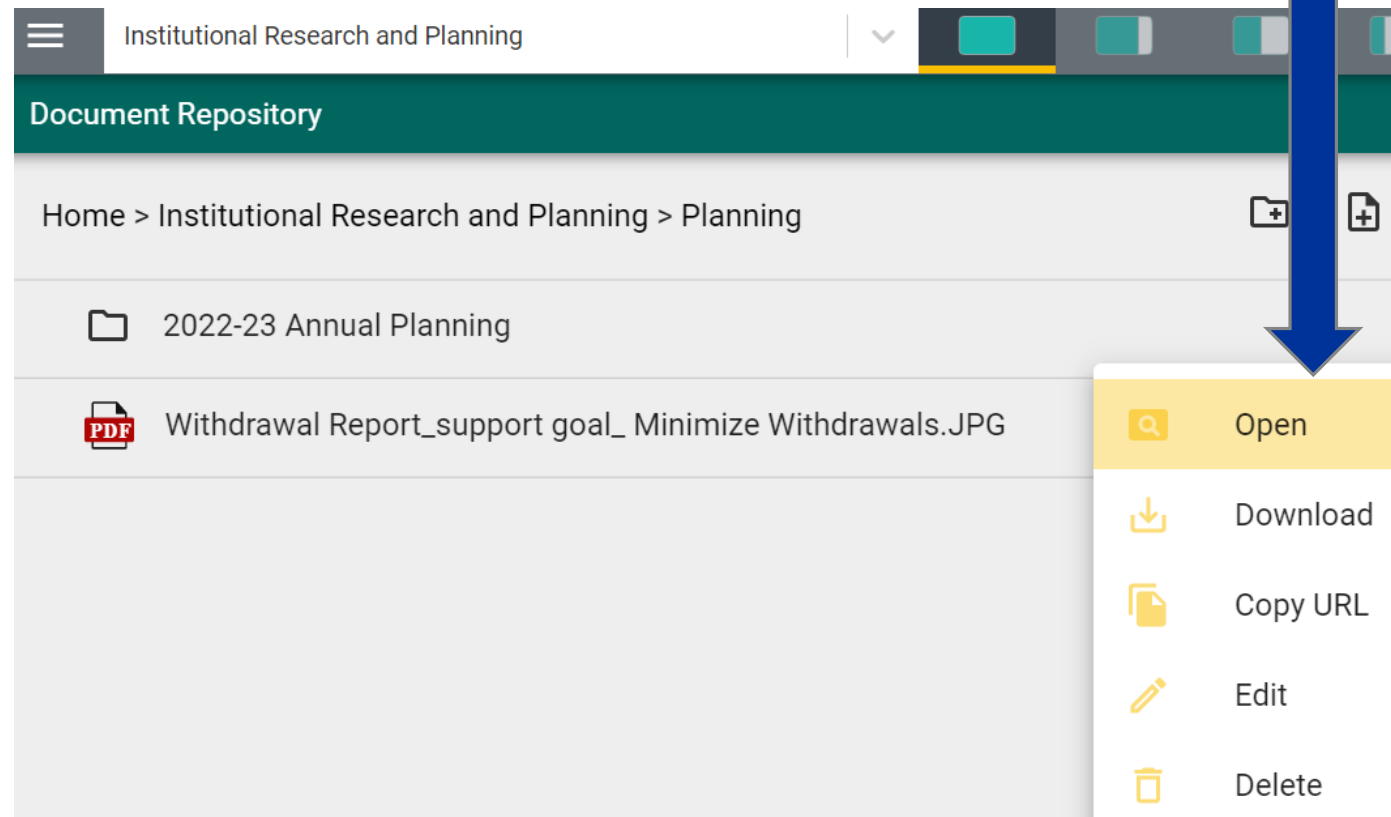 Institutional Research and Planning
Document Repository
Home > Institutional Research and Planning > Planning
2022-23 Annual Planning
PDF Withdrawal Report_support goal_ Minimize Withdrawals.JPG
Open
Download
Copy URL
Edit
Delete